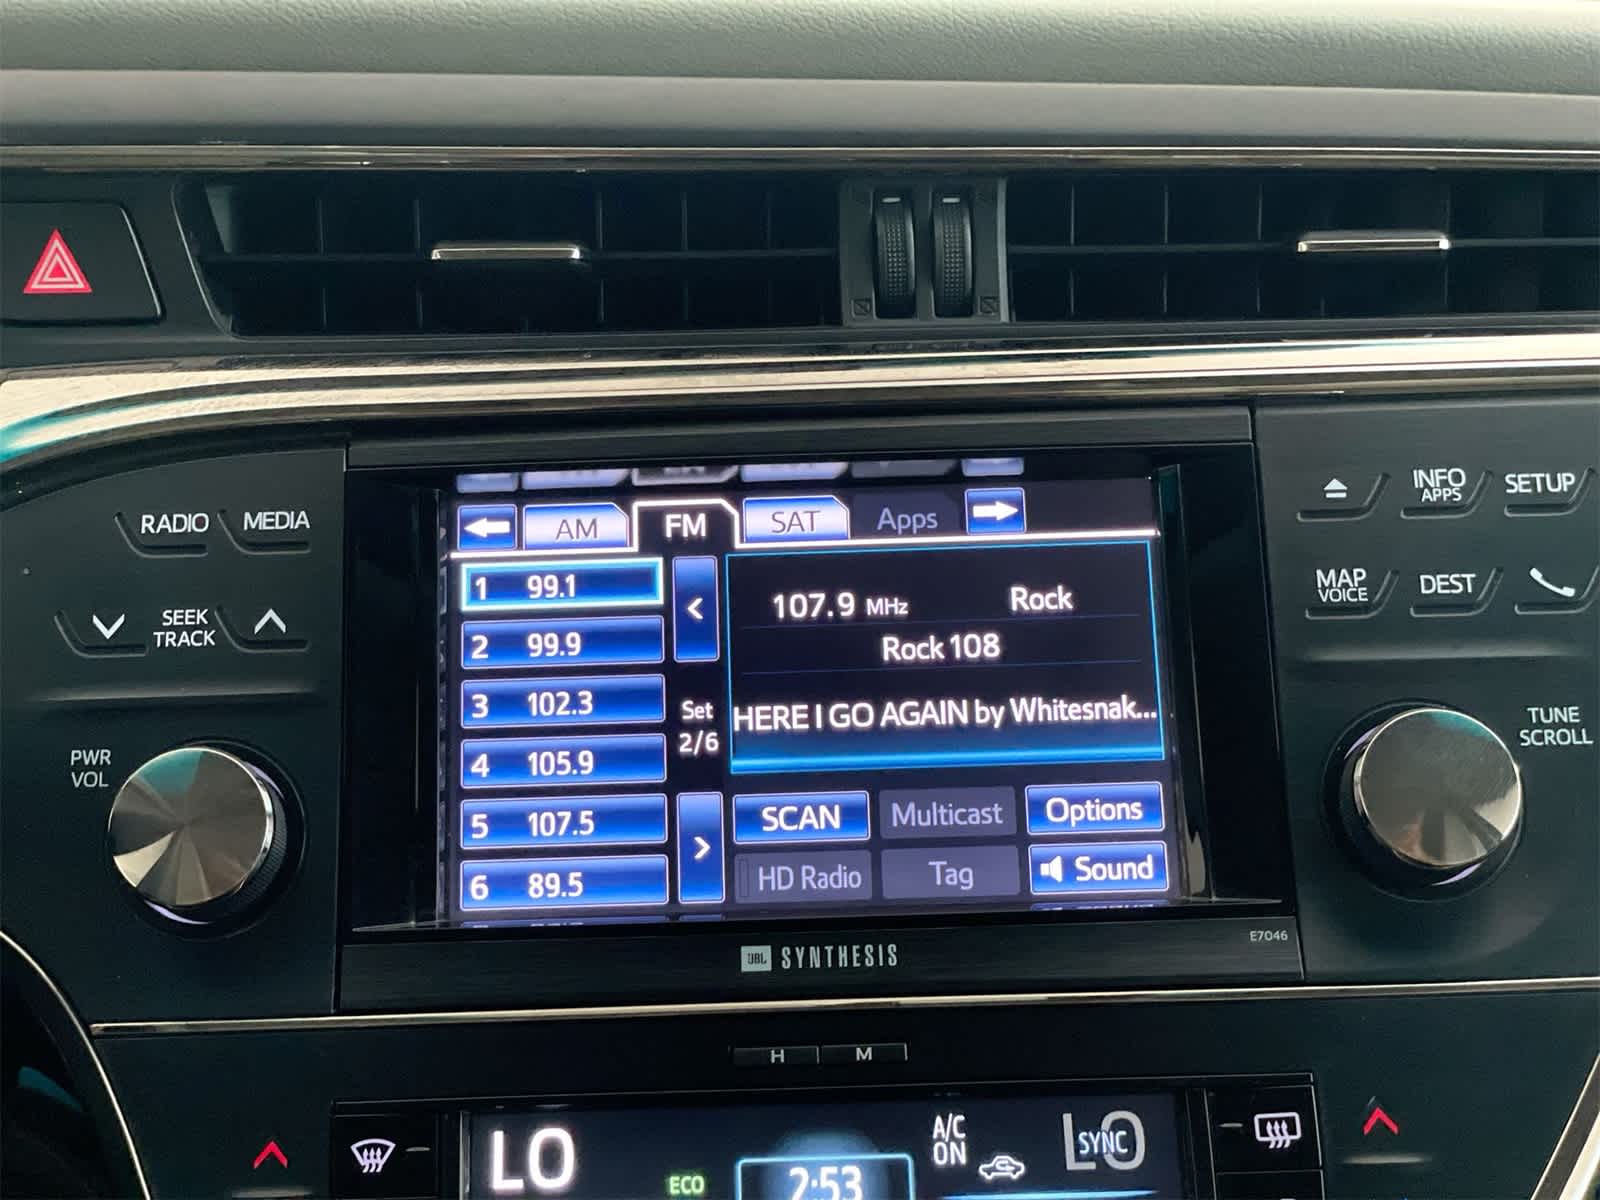 AM FM SAT Apps
RADIO MEDIA
SEEK
TRACK
PWR
VOL
1 99.1
2 99.9
3 102.3
4 105.9
5 107.5
6 89.5
Set
2/6
107.9 MHz Rock
Rock 108
HERE I GO AGAIN by Whitesnak...
SCAN Multicast Options
HD Radio Tag Sound
INFO
APPS
SETUP
MAP
VOICE
DEST
TUNE
SCROLL
JBL SYNTHESIS
E7046
H M
LO
ECO
2:53
A/C
ON
LO
SYNC